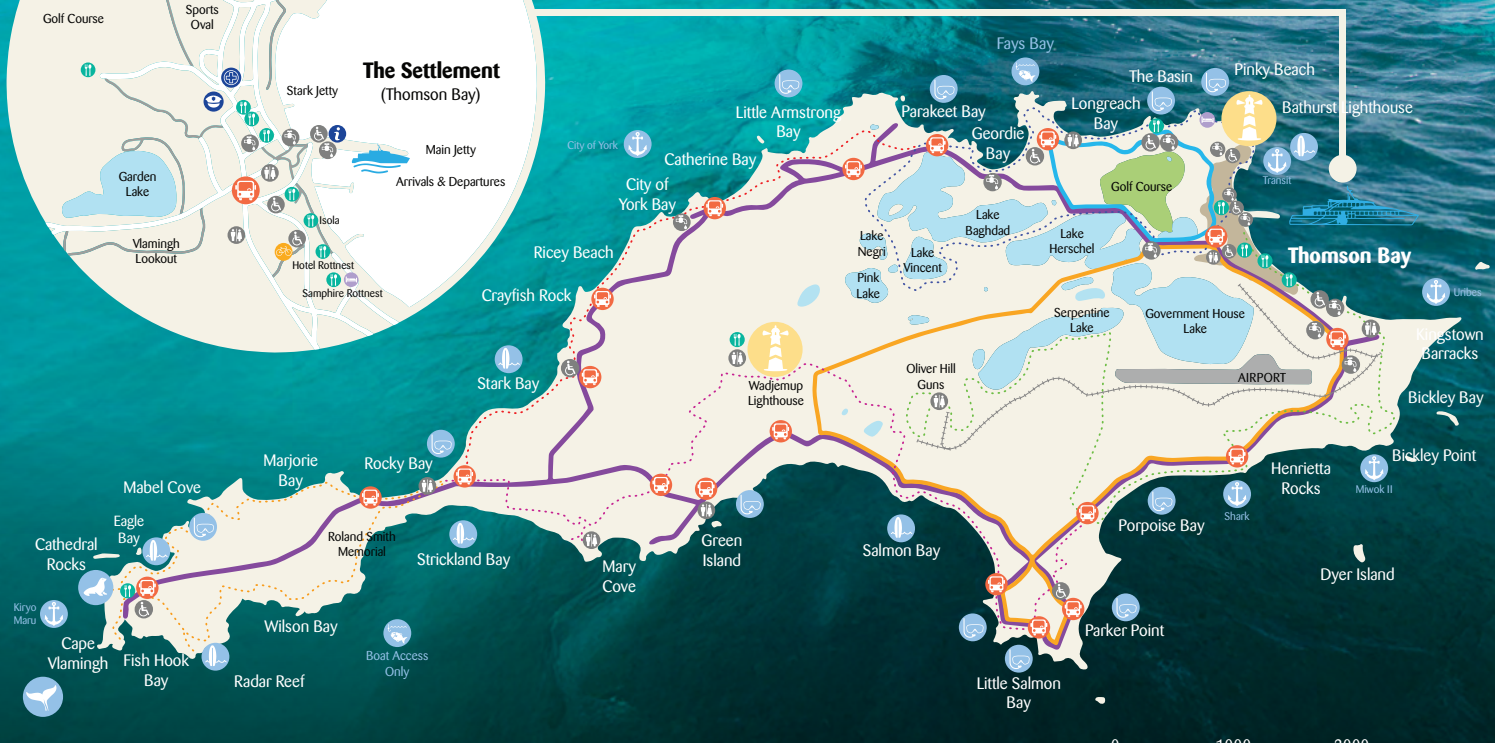 Golf Course
Sports
Oval
The Settlement
(Thomson Bay)
Stark Jetty
Main Jetty
Arrivals & Departures
Garden
Lake
Vlamingh
Lookout
Isola
Hotel Rottnest
Samphire Rottnest
i
Fays Bay
The Basin
Pinky Beach
Bathurst Lighthouse
Little Armstrong
Bay
Parakeet Bay
Longreach
Bay
Geordie
Bay
City of York
Catherine Bay
City of
York Bay
Transit
Golf Course
Ricey Beach
Lake
Baghdad
Lake
Herschel
Lake
Negri
Lake
Vincent
Pink
Lake
Thomson Bay
Crayfish Rock
Uribes
Serpentine
Lake
Government House
Lake
Kingstown
Barracks
Stark Bay
Wadjemup
Lighthouse
Oliver Hill
Guns
AIRPORT
Bickley Bay
Bickley Point
Rocky Bay
Marjorie
Bay
Mabel Cove
Eagle
Bay
Cathedral
Rocks
Roland Smith
Memorial
Strickland Bay
Mary
Cove
Green
Island
Salmon Bay
Porpoise Bay
Shark
Henrietta
Rocks
Miwok II
Dyer Island
Kiryo
Maru
Cape
Vlamingh
Fish Hook
Bay
Radar Reef
Wilson Bay
Boat Access
Only
Parker Point
Little Salmon
Bay
0 1000 2000